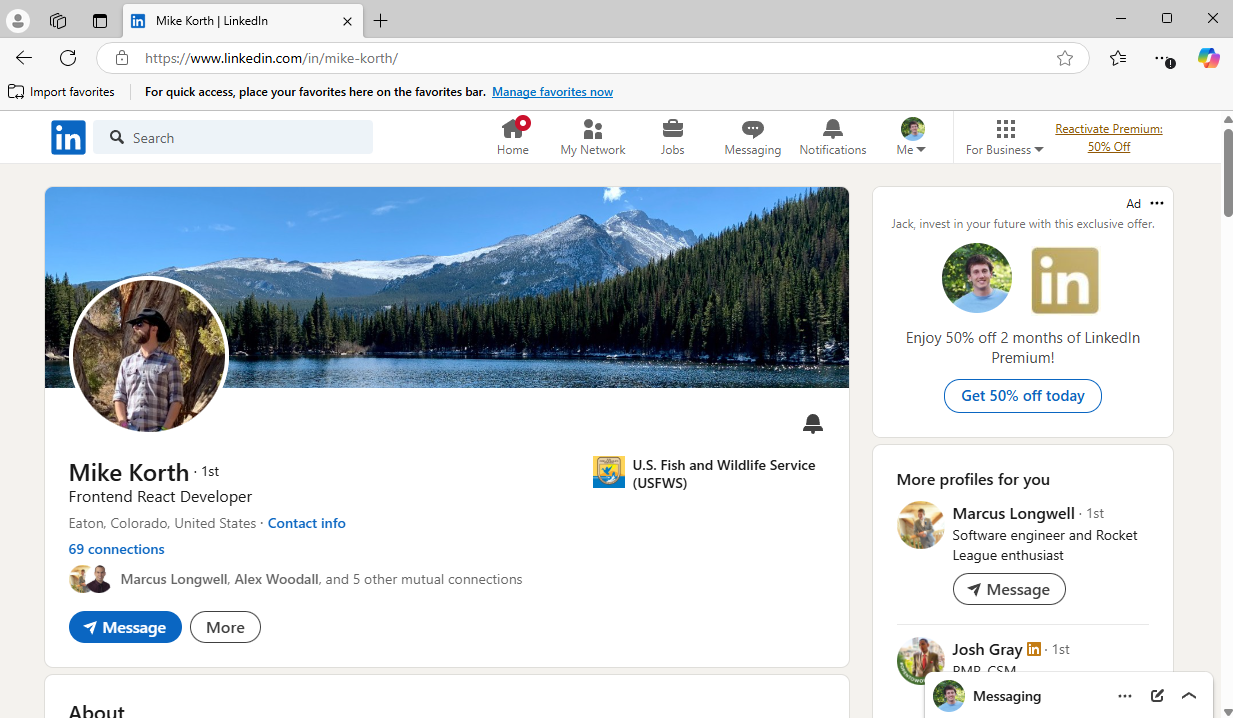 Mike Korth | LinkedIn
https://www.linkedin.com/in/mike-korth/
Import favorites
For quick access, place your favorites here on the favorites bar. Manage favorites now
in
Search
Home
My Network
Jobs
Messaging
Notifications
Me
For Business
Reactivate Premium:
50% Off
Mike Korth · 1st
Frontend React Developer
Eaton, Colorado, United States · Contact info
69 connections
Marcus Longwell, Alex Woodall, and 5 other mutual connections
Message
More
U.S. Fish and Wildlife Service
(USFWS)
About
Ad
Jack, invest in your future with this exclusive offer.
in
Enjoy 50% off 2 months of LinkedIn
Premium!
Get 50% off today
More profiles for you
Marcus Longwell · 1st
Software engineer and Rocket
League enthusiast
Message
Josh Gray in · 1st
PMP, CSM
Messaging